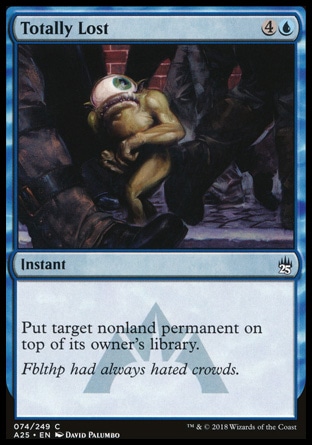 Totally Lost 4
Instant 25
Put target nonland permanent on
top of its owner's library.
Fblthp had always hated crowds.
074/249 C
A25 • EN DAVID PALUMBO
™ & © 2018 Wizards of the Coast